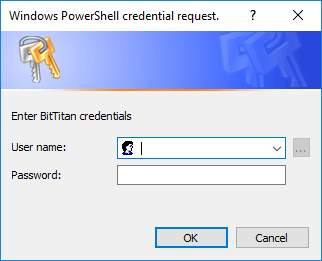 Windows PowerShell credential request.
Enter BitTitan credentials
User name:
...
Password:
OK Cancel